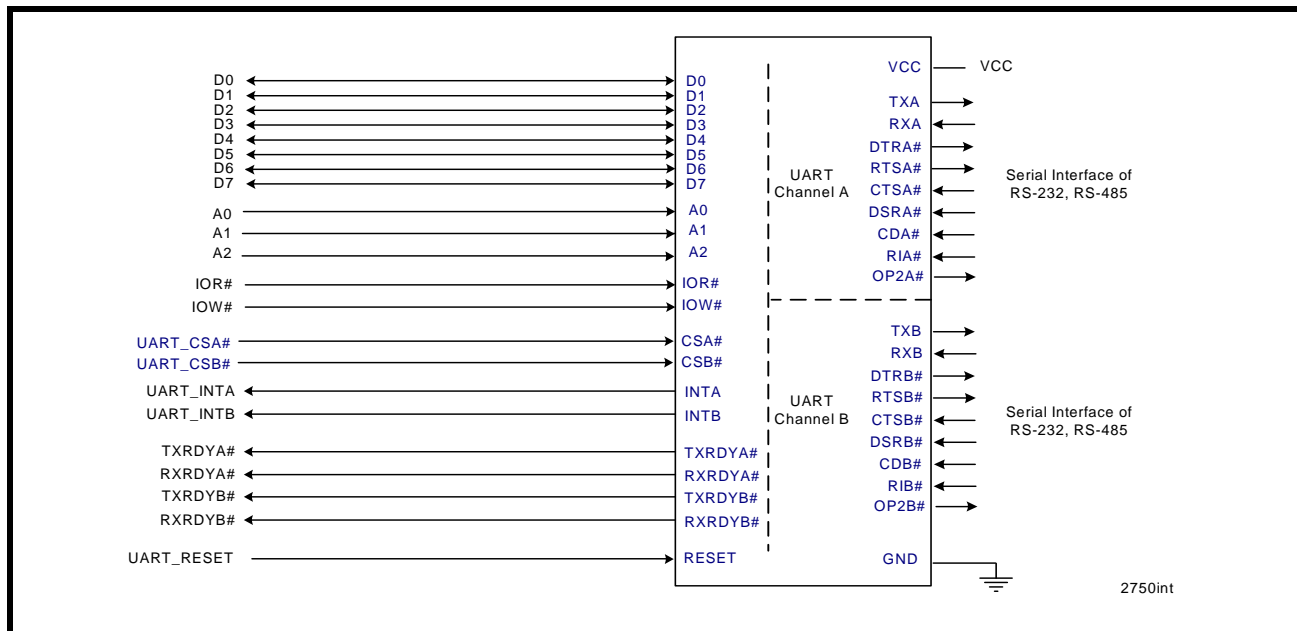 D0
D1
D2
D3
D4
D5
D6
D7
A0
A1
A2
IOR#
IOW#
UART_CSA#
UART_CSB#
UART_INTA
UART_INTB
TXRDYA#
RXRDYA#
TXRDYB#
RXRDYB#
UART_RESET
D0
D1
D2
D3
D4
D5
D6
D7
A0
A1
A2
IOR#
IOW#
CSA#
CSB#
INTA
INTB
TXRDYA#
RXRDYA#
TXRDYB#
RXRDYB#
RESET
UART
Channel A
UART
Channel B
VCC
TXA
RXA
DTRA#
RTSA#
CTSA#
DSRA#
CDA#
RIA#
OP2A#
TXB
RXB
DTRB#
RTSB#
CTSB#
DSRB#
CDB#
RIB#
OP2B#
GND
VCC
Serial Interface of
RS-232, RS-485
Serial Interface of
RS-232, RS-485
2750int